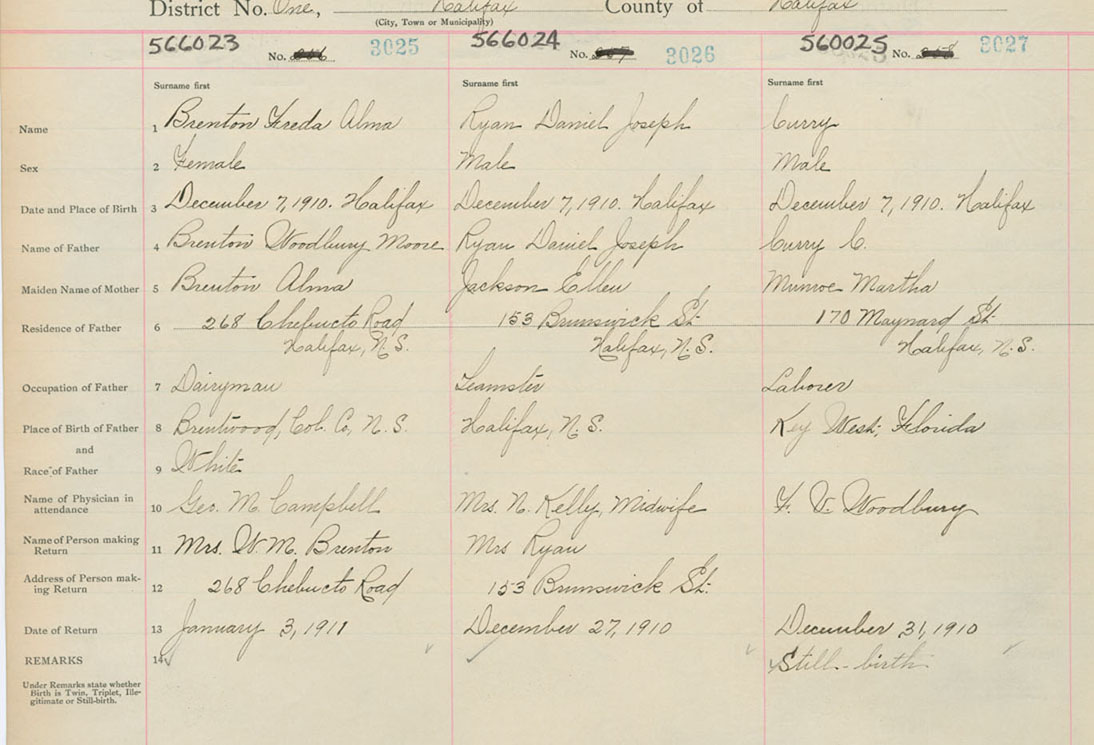 District No. One, Halifax County of Halifax
(City, Town or Municipality)
566023 No. 3025 566024 No. 3026 560025 No. 3027
Surname first Surname first Surname first
Name 1 Brenton Freda Alma Ryan Daniel Joseph Curry
Sex 2 Female Male Male
Date and Place of Birth 3 December 7, 1910. Halifax December 7, 1910. Halifax December 7, 1910. Halifax
Name of Father 4 Brenton Woodbury Moore Ryan Daniel Joseph Curry C.
Maiden Name of Mother 5 Brenton Alma Jackson Ellen Munroe Martha
Residence of Father 6 268 Chebucto Road 153 Brunswick St. 170 Maynard St.
Halifax, N.S. Halifax, N.S. Halifax, N.S.
Occupation of Father 7 Dairyman Teamster Laborer
Place of Birth of Father 8 Brentwood, Col. Co, N.S. Halifax, N.S. Key West, Florida
and
Race of Father 9 White
Name of Physician in
attendance 10 Geo. M. Campbell Mrs. N. Kelly, Midwife F. V. Woodbury
Name of Person making
Return 11 Mrs. W. M. Brenton Mrs Ryan
Address of Person mak-
ing Return 12 268 Chebucto Road 153 Brunswick St.
Date of Return 13 January 3, 1911 December 27, 1910 December 31, 1910
REMARKS 14 Still-birth
Under Remarks state whether
Birth is Twin, Triplet, Ille-
gitimate or Still-birth.